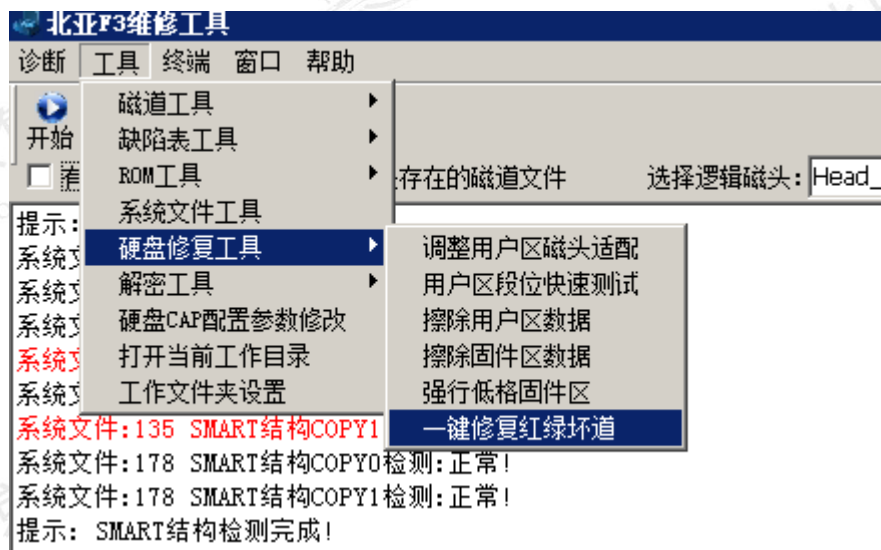 北亚F3维修工具
诊断 工具 终端 窗口 帮助
开始
磁道工具
缺陷表工具
ROM工具
存在的磁道文件 选择逻辑磁头: Head_
系统文件工具
提示:
硬盘修复工具
调整用户区磁头适配
系统文
解密工具
用户区段位快速测试
系统文
硬盘CAP配置参数修改
擦除用户区数据
系统文
打开当前工作目录
擦除固件区数据
系统文
工作文件夹设置
强行低格固件区
系统文
系统文件:135 SMART结构COPY1
一键修复红绿坏道
系统文件:178 SMART结构COPY0检测:正常!
系统文件:178 SMART结构COPY1检测:正常!
提示: SMART结构检测完成!